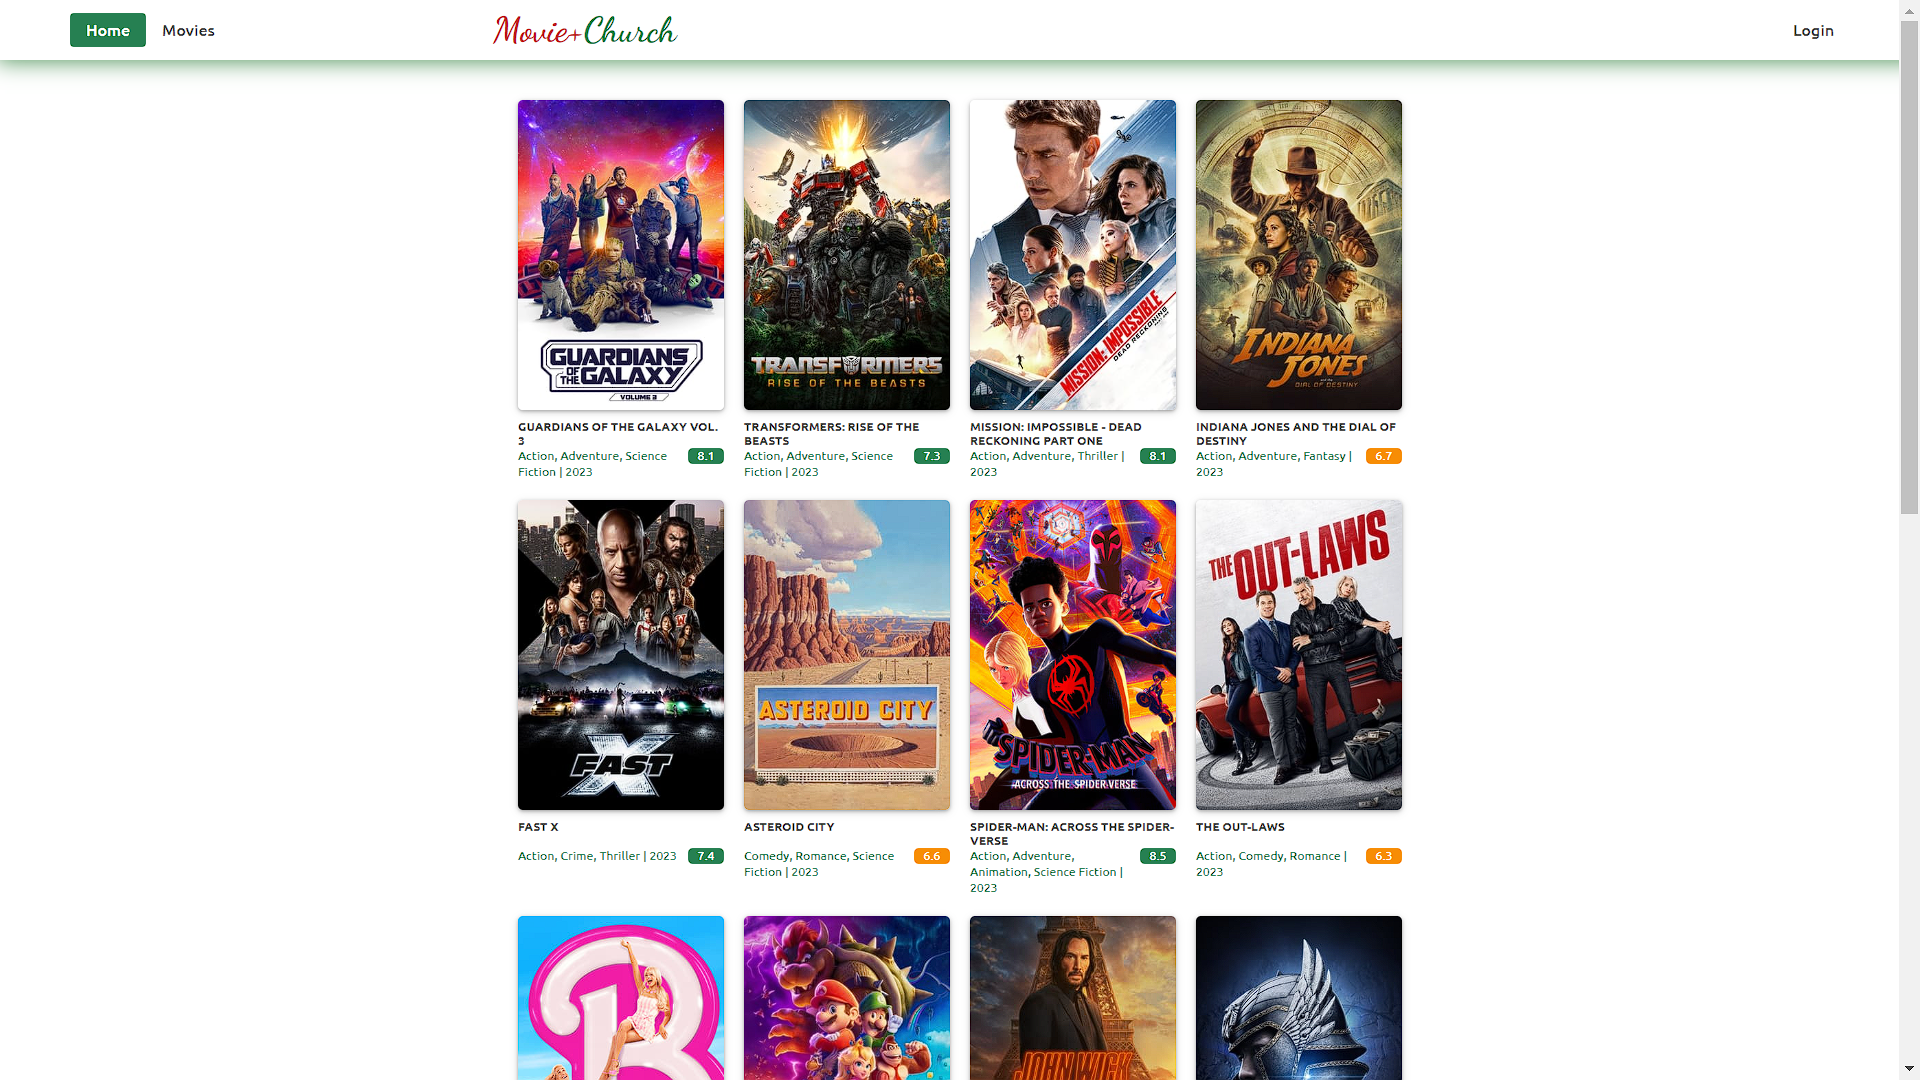 Home
Movies
Movie+Church
Login
GUARDIANS
OF THE GALAXY
VOLUME 3
TRANSFORMERS
RISE OF THE BEASTS
MISSION: IMPOSSIBLE
DEAD RECKONING
INDIANA
JONES
AND THE
DIAL OF DESTINY
GUARDIANS OF THE GALAXY VOL.
3
Action, Adventure, Science
Fiction | 2023
8.1
TRANSFORMERS: RISE OF THE
BEASTS
Action, Adventure, Science
Fiction | 2023
7.3
MISSION: IMPOSSIBLE - DEAD
RECKONING PART ONE
Action, Adventure, Thriller |
2023
8.1
INDIANA JONES AND THE DIAL OF
DESTINY
Action, Adventure, Fantasy |
2023
6.7
FAST X
ASTEROID CITY
SPIDER-MAN
ACROSS THE SPIDER-VERSE
THE OUT-LAWS
FAST X
Action, Crime, Thriller | 2023
7.4
ASTEROID CITY
Comedy, Romance, Science
Fiction | 2023
6.6
SPIDER-MAN: ACROSS THE SPIDER-
VERSE
Action, Adventure,
Animation, Science Fiction |
2023
8.5
THE OUT-LAWS
Action, Comedy, Romance |
2023
6.3
B
JOHN WICK